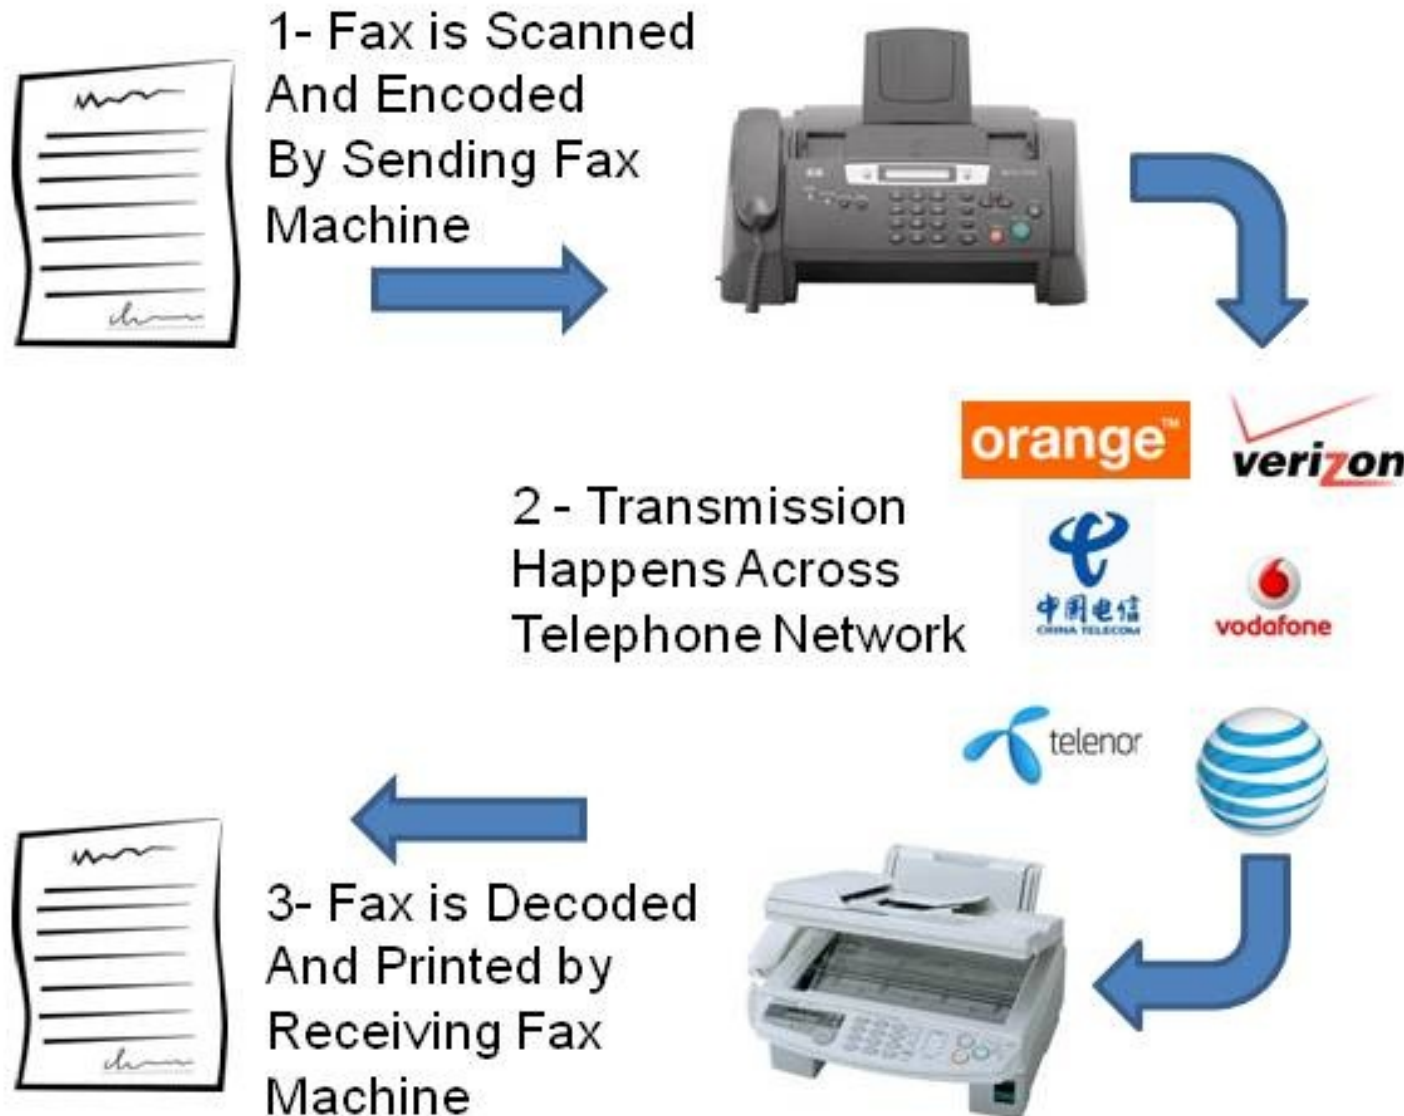 1- Fax is Scanned
And Encoded
By Sending Fax
Machine
orange™
verizon
2 - Transmission
Happens Across
Telephone Network
中国电信
CHINA TELECOM
vodafone
telenor
3- Fax is Decoded
And Printed by
Receiving Fax
Machine